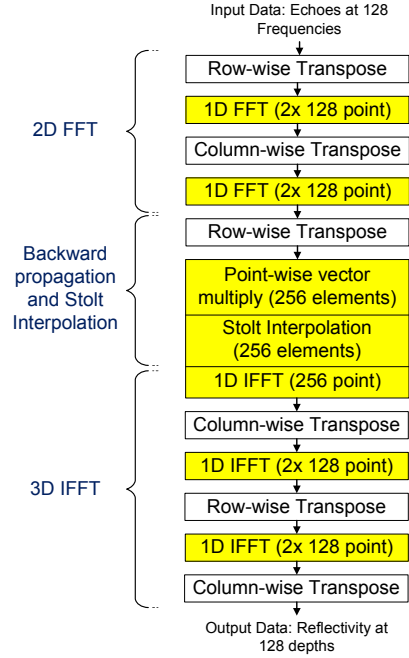 Input Data: Echoes at 128
Frequencies
Row-wise Transpose
1D FFT (2x 128 point)
2D FFT
Column-wise Transpose
1D FFT (2x 128 point)
Row-wise Transpose
Backward
propagation
and Stolt
Interpolation
Point-wise vector
multiply (256 elements)
Stolt Interpolation
(256 elements)
1D IFFT (256 point)
Column-wise Transpose
3D IFFT
1D IFFT (2x 128 point)
Row-wise Transpose
1D IFFT (2x 128 point)
Column-wise Transpose
Output Data: Reflectivity at
128 depths